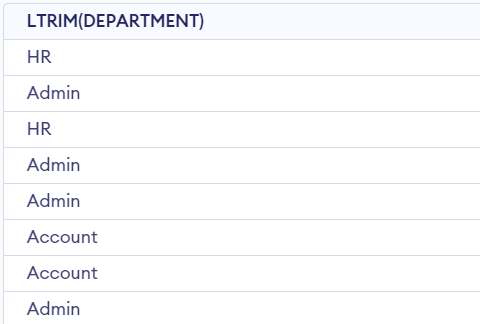 LTRIM(DEPARTMENT)
HR
Admin
HR
Admin
Admin
Account
Account
Admin